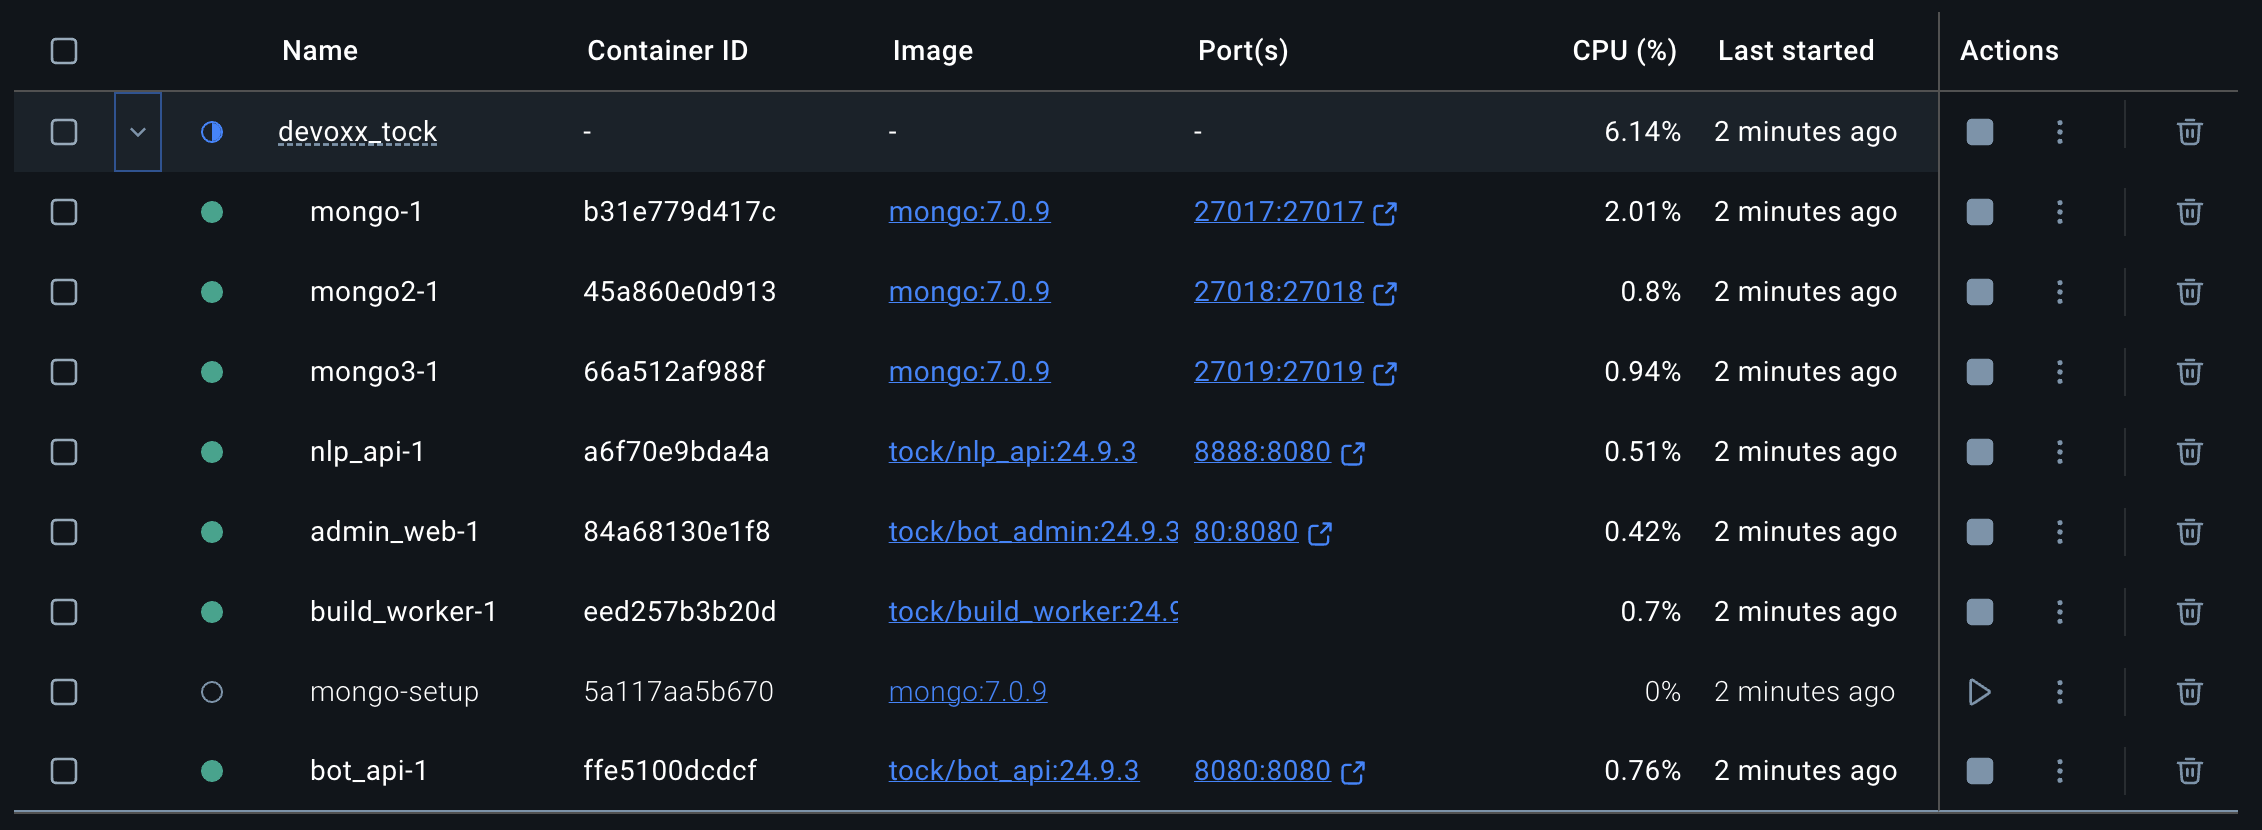 Name Container ID Image Port(s) CPU (%) Last started Actions
devoxx_tock - - - 6.14% 2 minutes ago
mongo-1 b31e779d417c mongo:7.0.9 27017:27017 2.01% 2 minutes ago
mongo2-1 45a860e0d913 mongo:7.0.9 27018:27018 0.8% 2 minutes ago
mongo3-1 66a512af988f mongo:7.0.9 27019:27019 0.94% 2 minutes ago
nlp_api-1 a6f70e9bda4a tock/nlp_api:24.9.3 8888:8080 0.51% 2 minutes ago
admin_web-1 84a68130e1f8 tock/bot_admin:24.9.3 80:8080 0.42% 2 minutes ago
build_worker-1 eed257b3b20d tock/build_worker:24.9 0.7% 2 minutes ago
mongo-setup 5a117aa5b670 mongo:7.0.9 0% 2 minutes ago
bot_api-1 ffe5100dcdcf tock/bot_api:24.9.3 8080:8080 0.76% 2 minutes ago